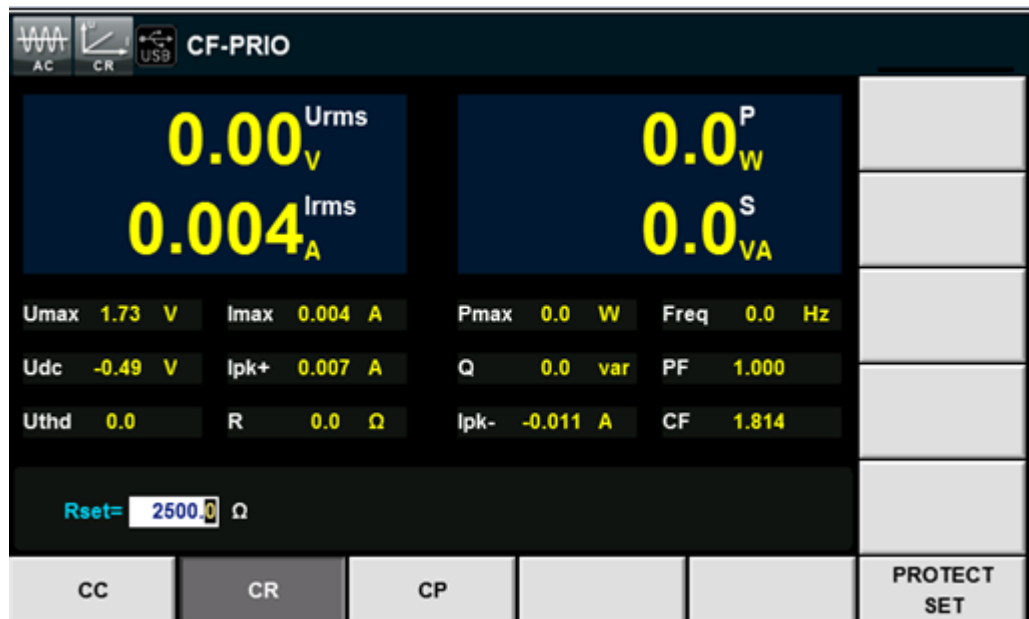 AC CR USB CF-PRIO
0.00 Urms V
0.0 P W
0.004 Irms A
0.0 S VA
Umax 1.73 V Imax 0.004 A Pmax 0.0 W Freq 0.0 Hz
Udc -0.49 V Ipk+ 0.007 A Q 0.0 var PF 1.000
Uthd 0.0 R 0.0 Ω Ipk- -0.011 A CF 1.814
Rset= 2500.0 Ω
CC CR CP PROTECT
SET